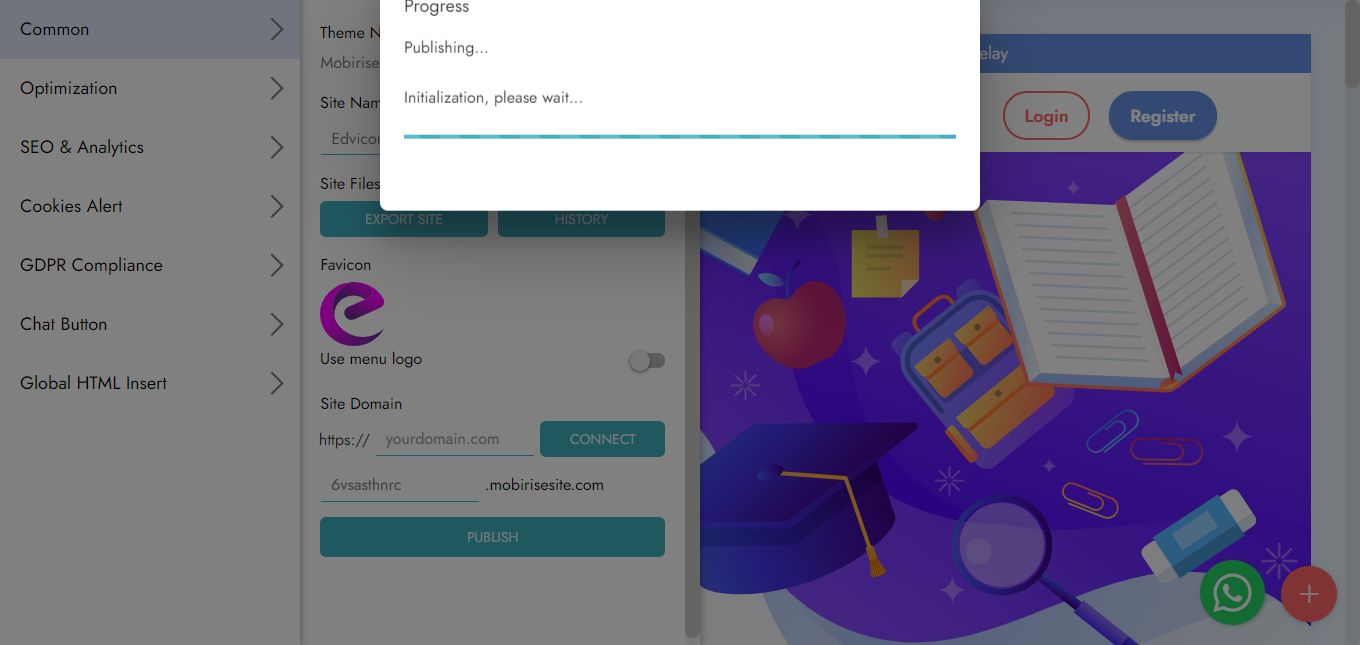 Common
Optimization
SEO & Analytics
Cookies Alert
GDPR Compliance
Chat Button
Global HTML Insert
Theme N
Mobirise
Site Nam
Edvicon
Site Files
EXPORT SITE
HISTORY
Favicon
Use menu logo
Site Domain
https://
yourdomain.com
CONNECT
6vsasthnrc
.mobirisesite.com
PUBLISH
Progress
Publishing...
Initialization, please wait...
elay
Login
Register